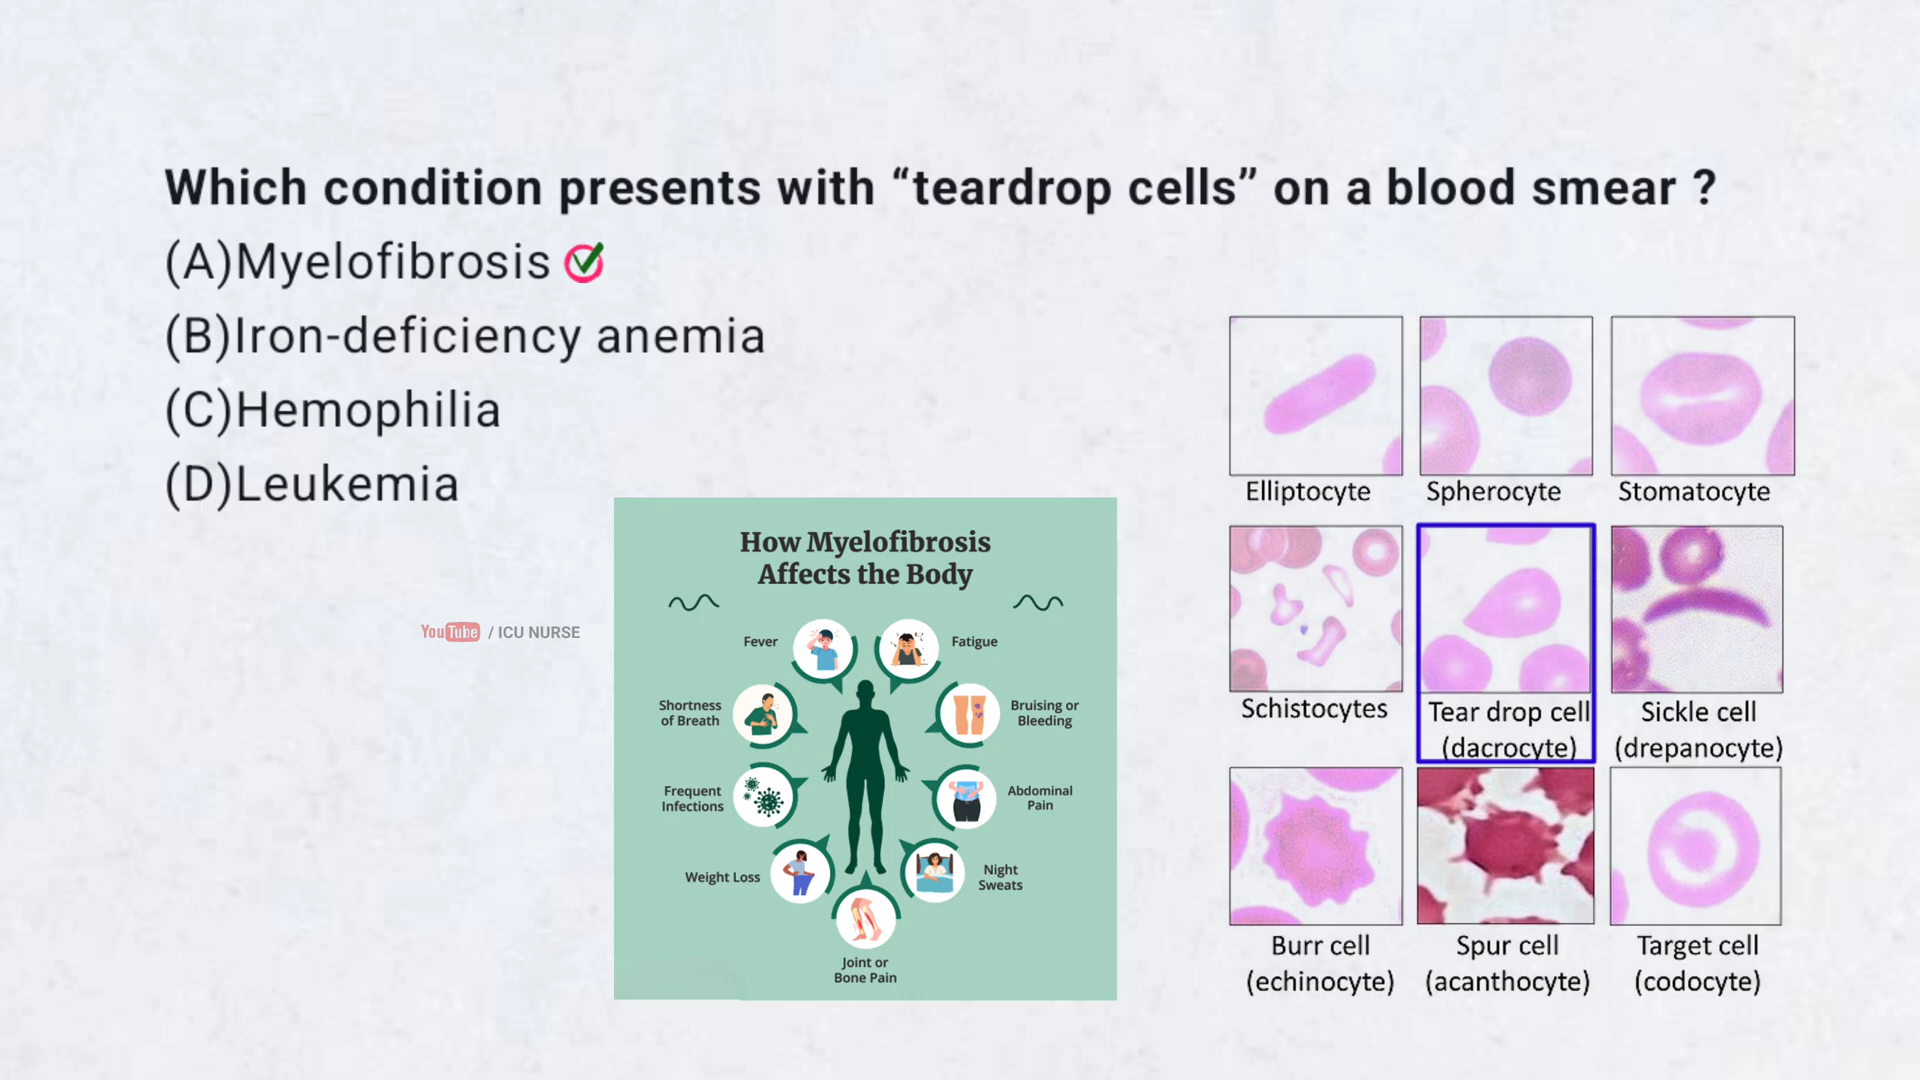 Which condition presents with “teardrop cells” on a blood smear ?
(A)Myelofibrosis
(B)Iron-deficiency anemia
(C)Hemophilia
(D)Leukemia
YouTube / ICU NURSE
How Myelofibrosis
Affects the Body
Fever
Fatigue
Shortness
of Breath
Bruising or
Bleeding
Frequent
Infections
Abdominal
Pain
Weight Loss
Night
Sweats
Joint or
Bone Pain
Elliptocyte
Spherocyte
Stomatocyte
Schistocytes
Tear drop cell
(dacrocyte)
Sickle cell
(drepanocyte)
Burr cell
(echinocyte)
Spur cell
(acanthocyte)
Target cell
(codocyte)